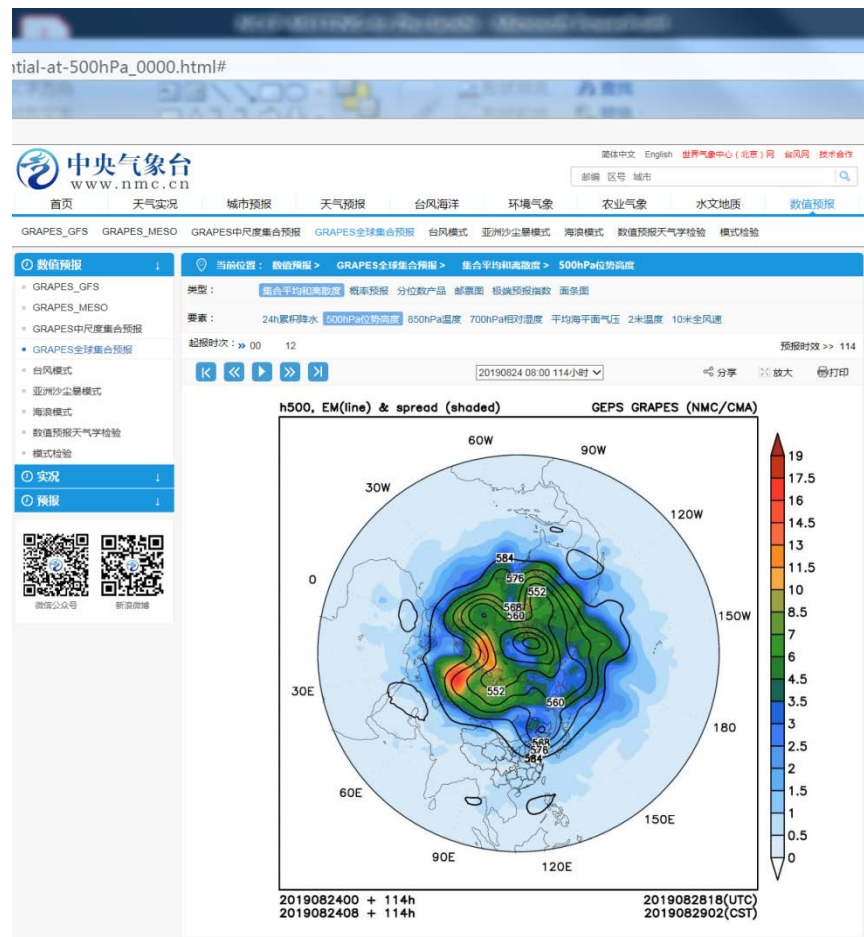 ntial-at-500hPa_0000.html#
简体中文 English 世界气象中心(北京)网 台风网 技术合作
中央气象台
www.nmc.cn
邮编 区号 城市
首页 天气实况 城市预报 天气预报 台风海洋 环境气象 农业气象 水文地质 数值预报
GRAPES_GFS GRAPES_MESO GRAPES中尺度集合预报 GRAPES全球集合预报 台风模式 亚洲沙尘暴模式 海浪模式 数值预报天气学检验 模式检验
数值预报 ↓
GRAPES_GFS
GRAPES_MESO
GRAPES中尺度集合预报
GRAPES全球集合预报
台风模式
亚洲沙尘暴模式
海浪模式
数值预报天气学检验
模式检验
实况 ↓
预报 ↓
微信公众号 新浪微博
当前位置: 数值预报> GRAPES全球集合预报> 集合平均和离散度> 500hPa位势高度
类型: 集合平均和离散度 概率预报 分位数产品 邮票图 极端预报指数 面条图
要素: 24h累积降水 500hPa位势高度 850hPa温度 700hPa相对湿度 平均海平面气压 2米温度 10米全风速
起报时次: » 00 12 预报时效 >> 114
20190824 08:00 114小时 分享 放大 打印
h500, EM(line) & spread (shaded) GEPS GRAPES (NMC/CMA)
60W
90W
30W
120W
0
150W
30E
180
60E
150E
90E
120E
584
576
552
568
560
552
560
568
576
584
19
17.5
16
14.5
13
11.5
10
8.5
7
6
4.5
3.5
3
2.5
2
1.5
1
0.5
0
2019082400 + 114h 2019082818(UTC)
2019082408 + 114h 2019082902(CST)